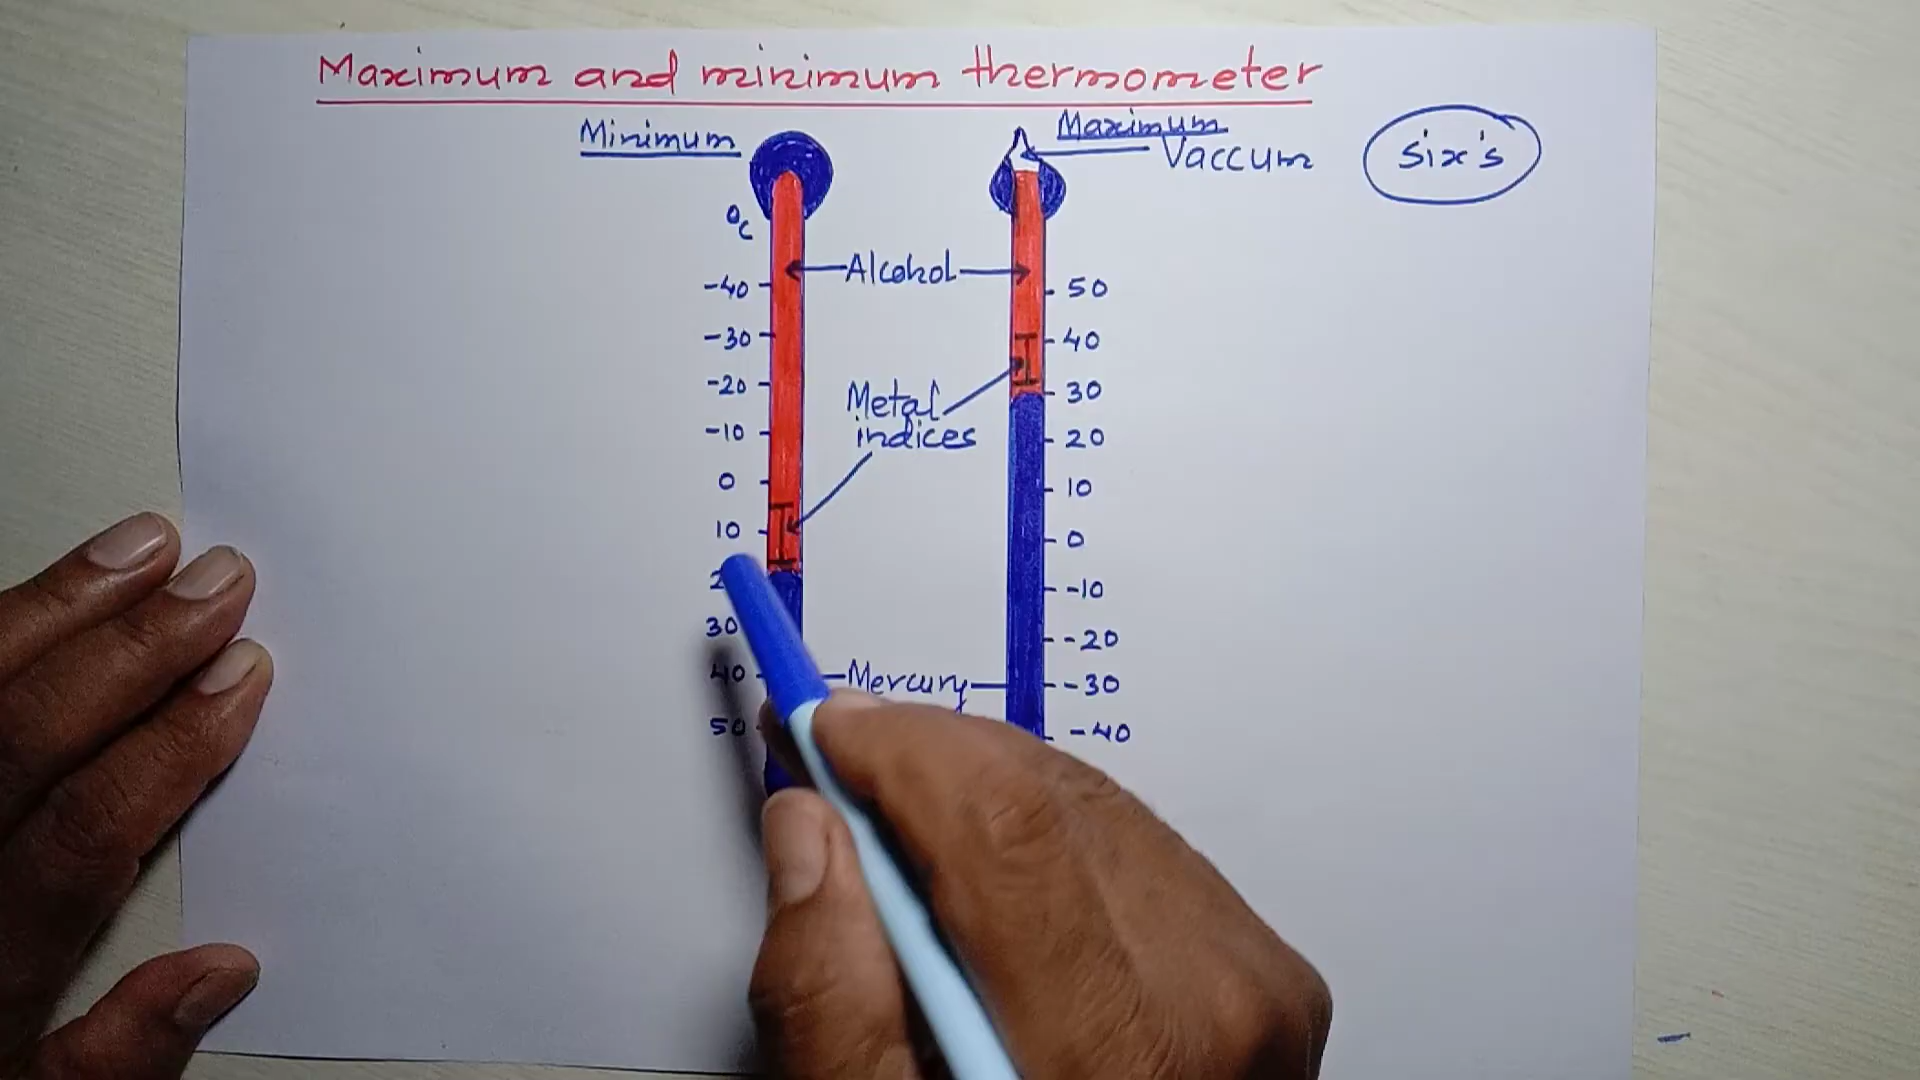 Maximum and minimum thermometer
Minimum
Maximum
Vaccum
Six's
°c
Alcohol
-40
-30
-20
-10
0
10
30
40
50
50
40
30
20
10
0
-10
-20
-30
-40
Metal
indices
Mercury